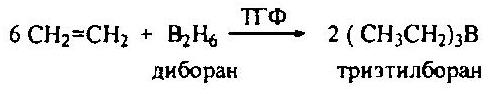 ТГФ
6 CH₂=CH₂ + B₂H₆ ⟶ 2 ( CH₃CH₂)₃B
диборан триэтилборан